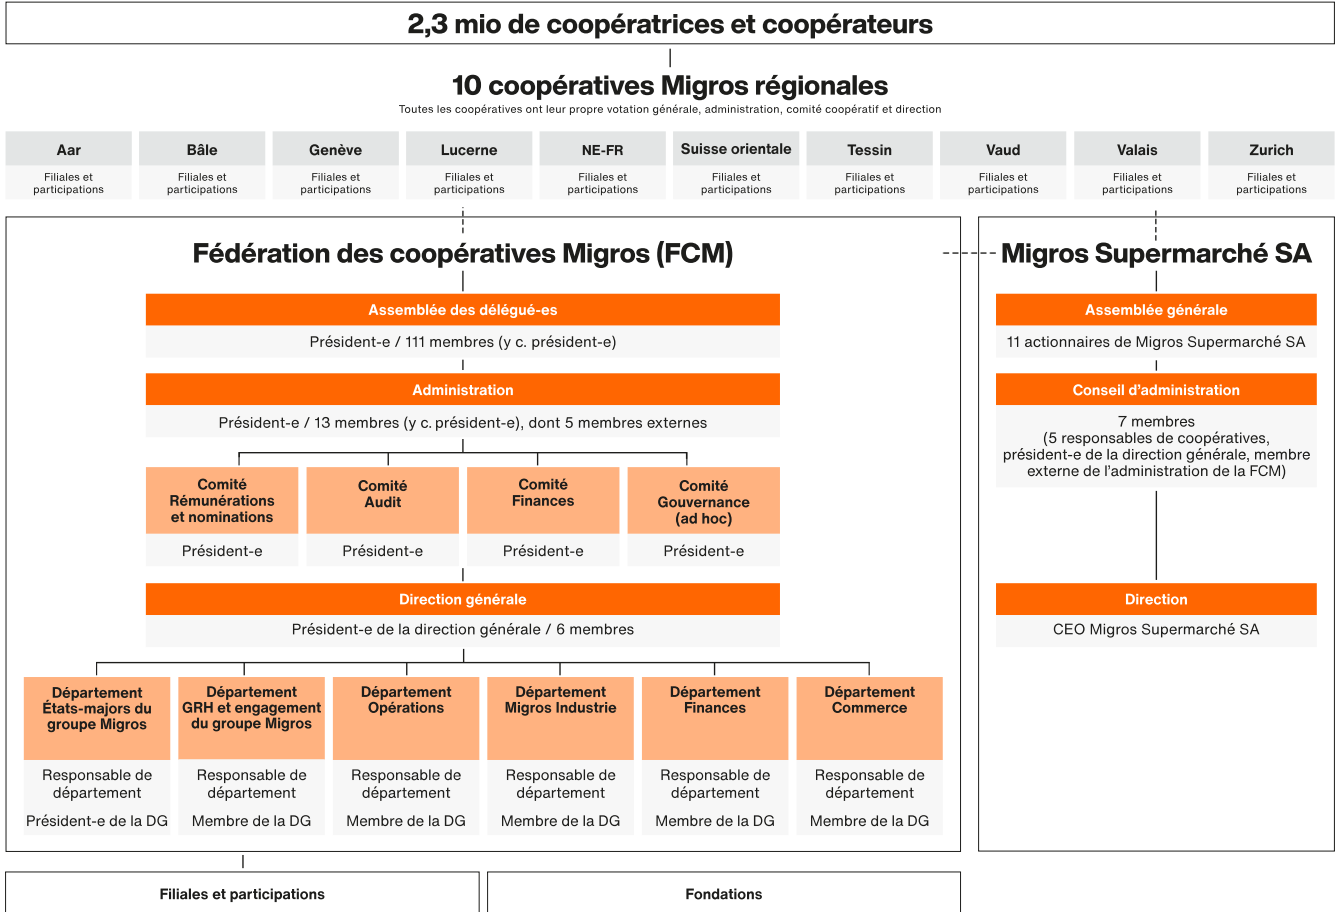 2,3 mio de coopératrices et coopérateurs
10 coopératives Migros régionales
Toutes les coopératives ont leur propre votation générale, administration, comité coopératif et direction
Aar
Filiales et
participations
Bâle
Filiales et
participations
Genève
Filiales et
participations
Lucerne
Filiales et
participations
NE-FR
Filiales et
participations
Suisse orientale
Filiales et
participations
Tessin
Filiales et
participations
Vaud
Filiales et
participations
Valais
Filiales et
participations
Zurich
Filiales et
participations
Fédération des coopératives Migros (FCM)
Assemblée des délégué-es
Président-e / 111 membres (y c. président-e)
Administration
Président-e / 13 membres (y c. président-e), dont 5 membres externes
Comité
Rémunérations
et nominations
Président-e
Comité
Audit
Président-e
Comité
Finances
Président-e
Comité
Gouvernance
(ad hoc)
Président-e
Direction générale
Président-e de la direction générale / 6 membres
Département
États-majors du
groupe Migros
Responsable de
département
Président-e de la DG
Département
GRH et engagement
du groupe Migros
Responsable de
département
Membre de la DG
Département
Opérations
Responsable de
département
Membre de la DG
Département
Migros Industrie
Responsable de
département
Membre de la DG
Département
Finances
Responsable de
département
Membre de la DG
Département
Commerce
Responsable de
département
Membre de la DG
Migros Supermarché SA
Assemblée générale
11 actionnaires de Migros Supermarché SA
Conseil d'administration
7 membres
(5 responsables de coopératives,
président-e de la direction générale, membre
externe de l'administration de la FCM)
Direction
CEO Migros Supermarché SA
Filiales et participations
Fondations